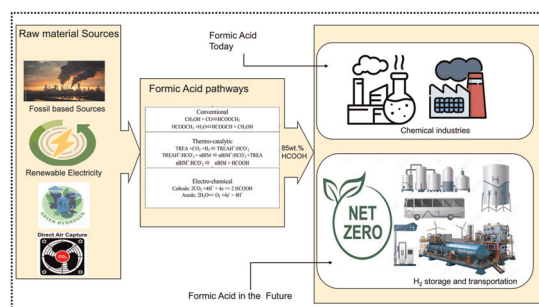 Raw material Sources
Fossil based Sources
Renewable Electricity
GREEN HYDROGEN
Direct Air Capture
CO₂
Formic Acid pathways
Conventional
CH₃OH + CO⇌HCOOCH₃
HCOOCH₃ +H₂O⇌HCOOH + CH₃OH
Thermo-catalytic
TREA +CO₂ + H₂ ⇌ TREAH⁺:HCO₂⁻
TREAH⁺:HCO₂⁻ + nBIM ⇌ nBIM⁺:HCO₂⁻ +TREA
nBIM⁺:HCO₂⁻ ⇌ nBIM + HCOOH
Electro-chemical
Cathode: 2CO₂ +4H⁺ + 4e => 2 HCOOH
Anode: 2H₂O=> O₂ +4e⁻ + 4H⁺
85wt.%
HCOOH
Formic Acid
Today
Chemical industries
NET
ZERO
H₂ storage and transportation
Formic Acid in the Future